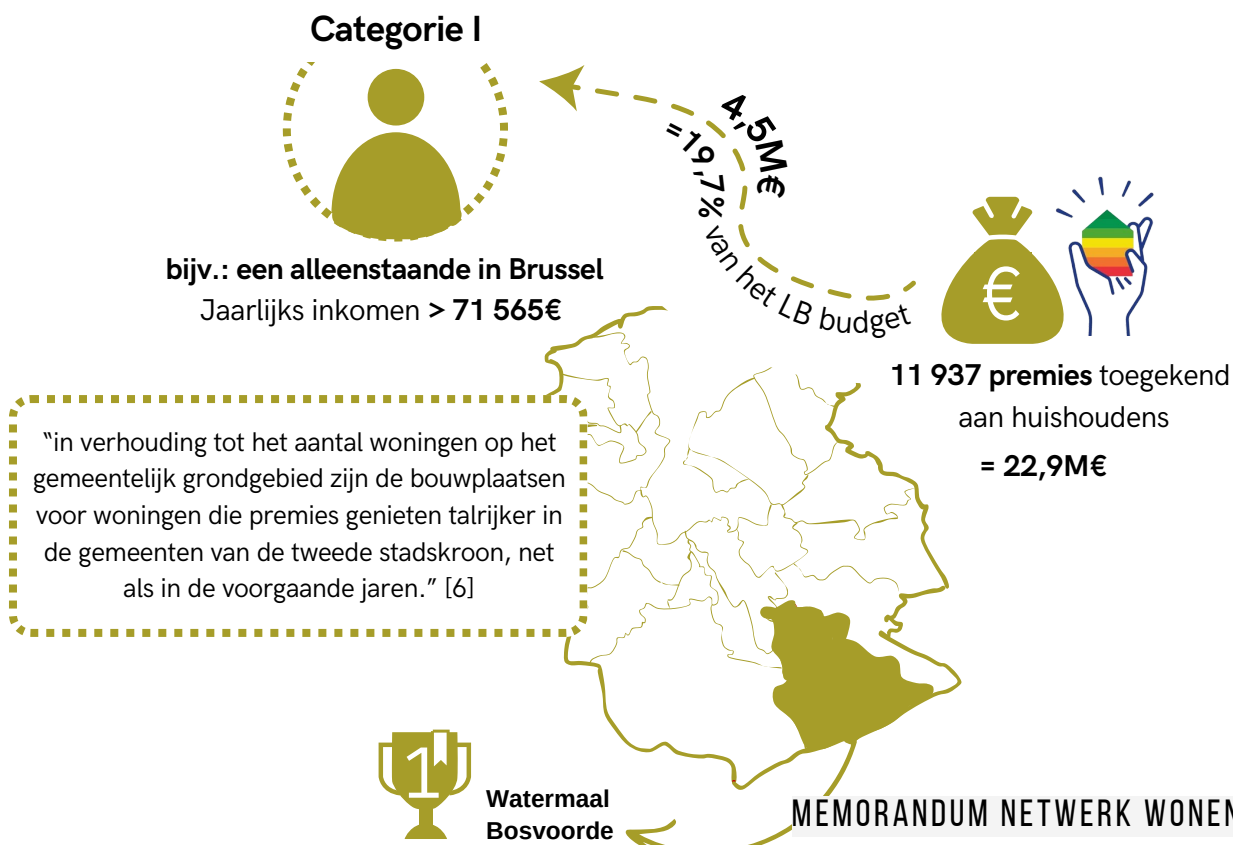 Categorie I
bijv.: een alleenstaande in Brussel
Jaarlijks inkomen > 71 565€
4,5M€
=19,7% van het LB budget
€
11 937 premies toegekend
aan huishoudens
= 22,9M€
“in verhouding tot het aantal woningen op het
gemeentelijk grondgebied zijn de bouwplaatsen
voor woningen die premies genieten talrijker in
de gemeenten van de tweede stadskroon, net
als in de voorgaande jaren.” [6]
1
Watermaal
Bosvoorde
MEMORANDUM NETWERK WONEN